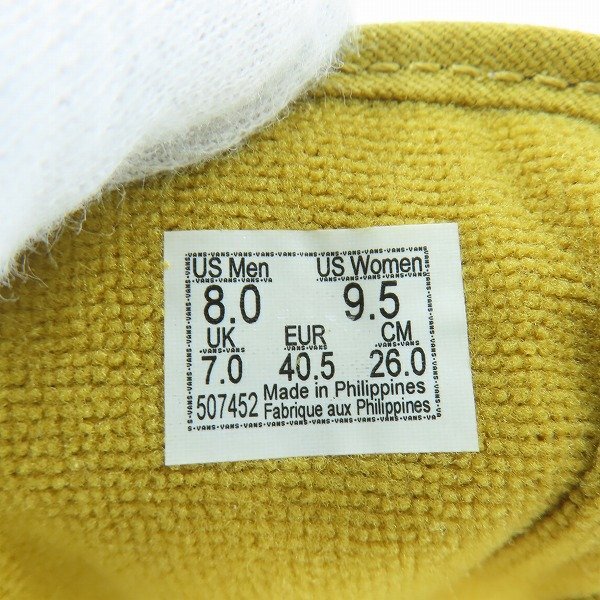 US Men US Women
8.0 9.5
UK EUR CM
7.0 40.5 26.0
507452 Made in Philippines
Fabrique aux Philippines